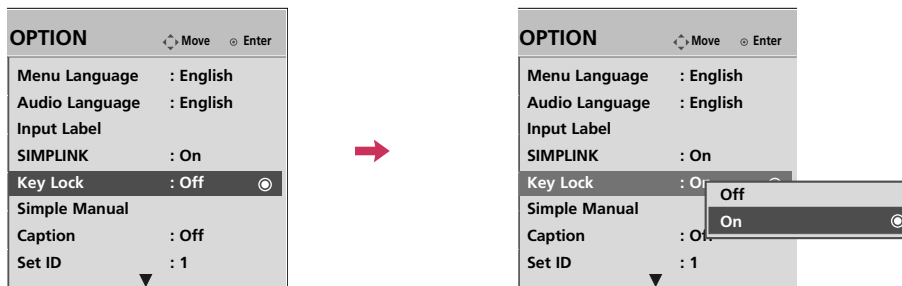 OPTION Move Enter
Menu Language : English
Audio Language : English
Input Label
SIMPLINK : On
Key Lock : Off
Simple Manual
Caption : Off
Set ID : 1
OPTION Move Enter
Menu Language : English
Audio Language : English
Input Label
SIMPLINK : On
Key Lock : On
Simple Manual
Caption : Off
Set ID : 1
Off
On